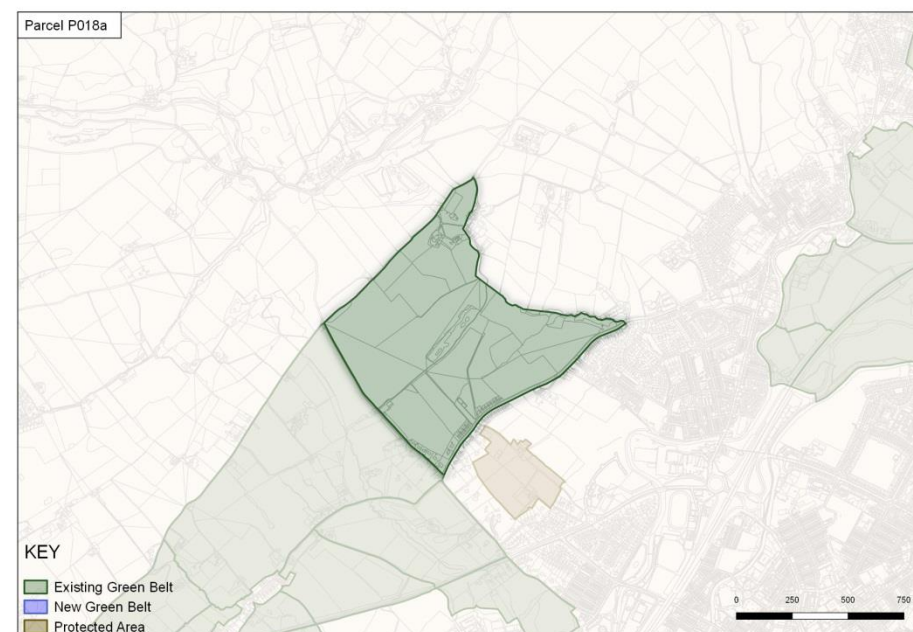 Parcel P018a
KEY
Existing Green Belt
New Green Belt
Protected Area
0 250 500 750